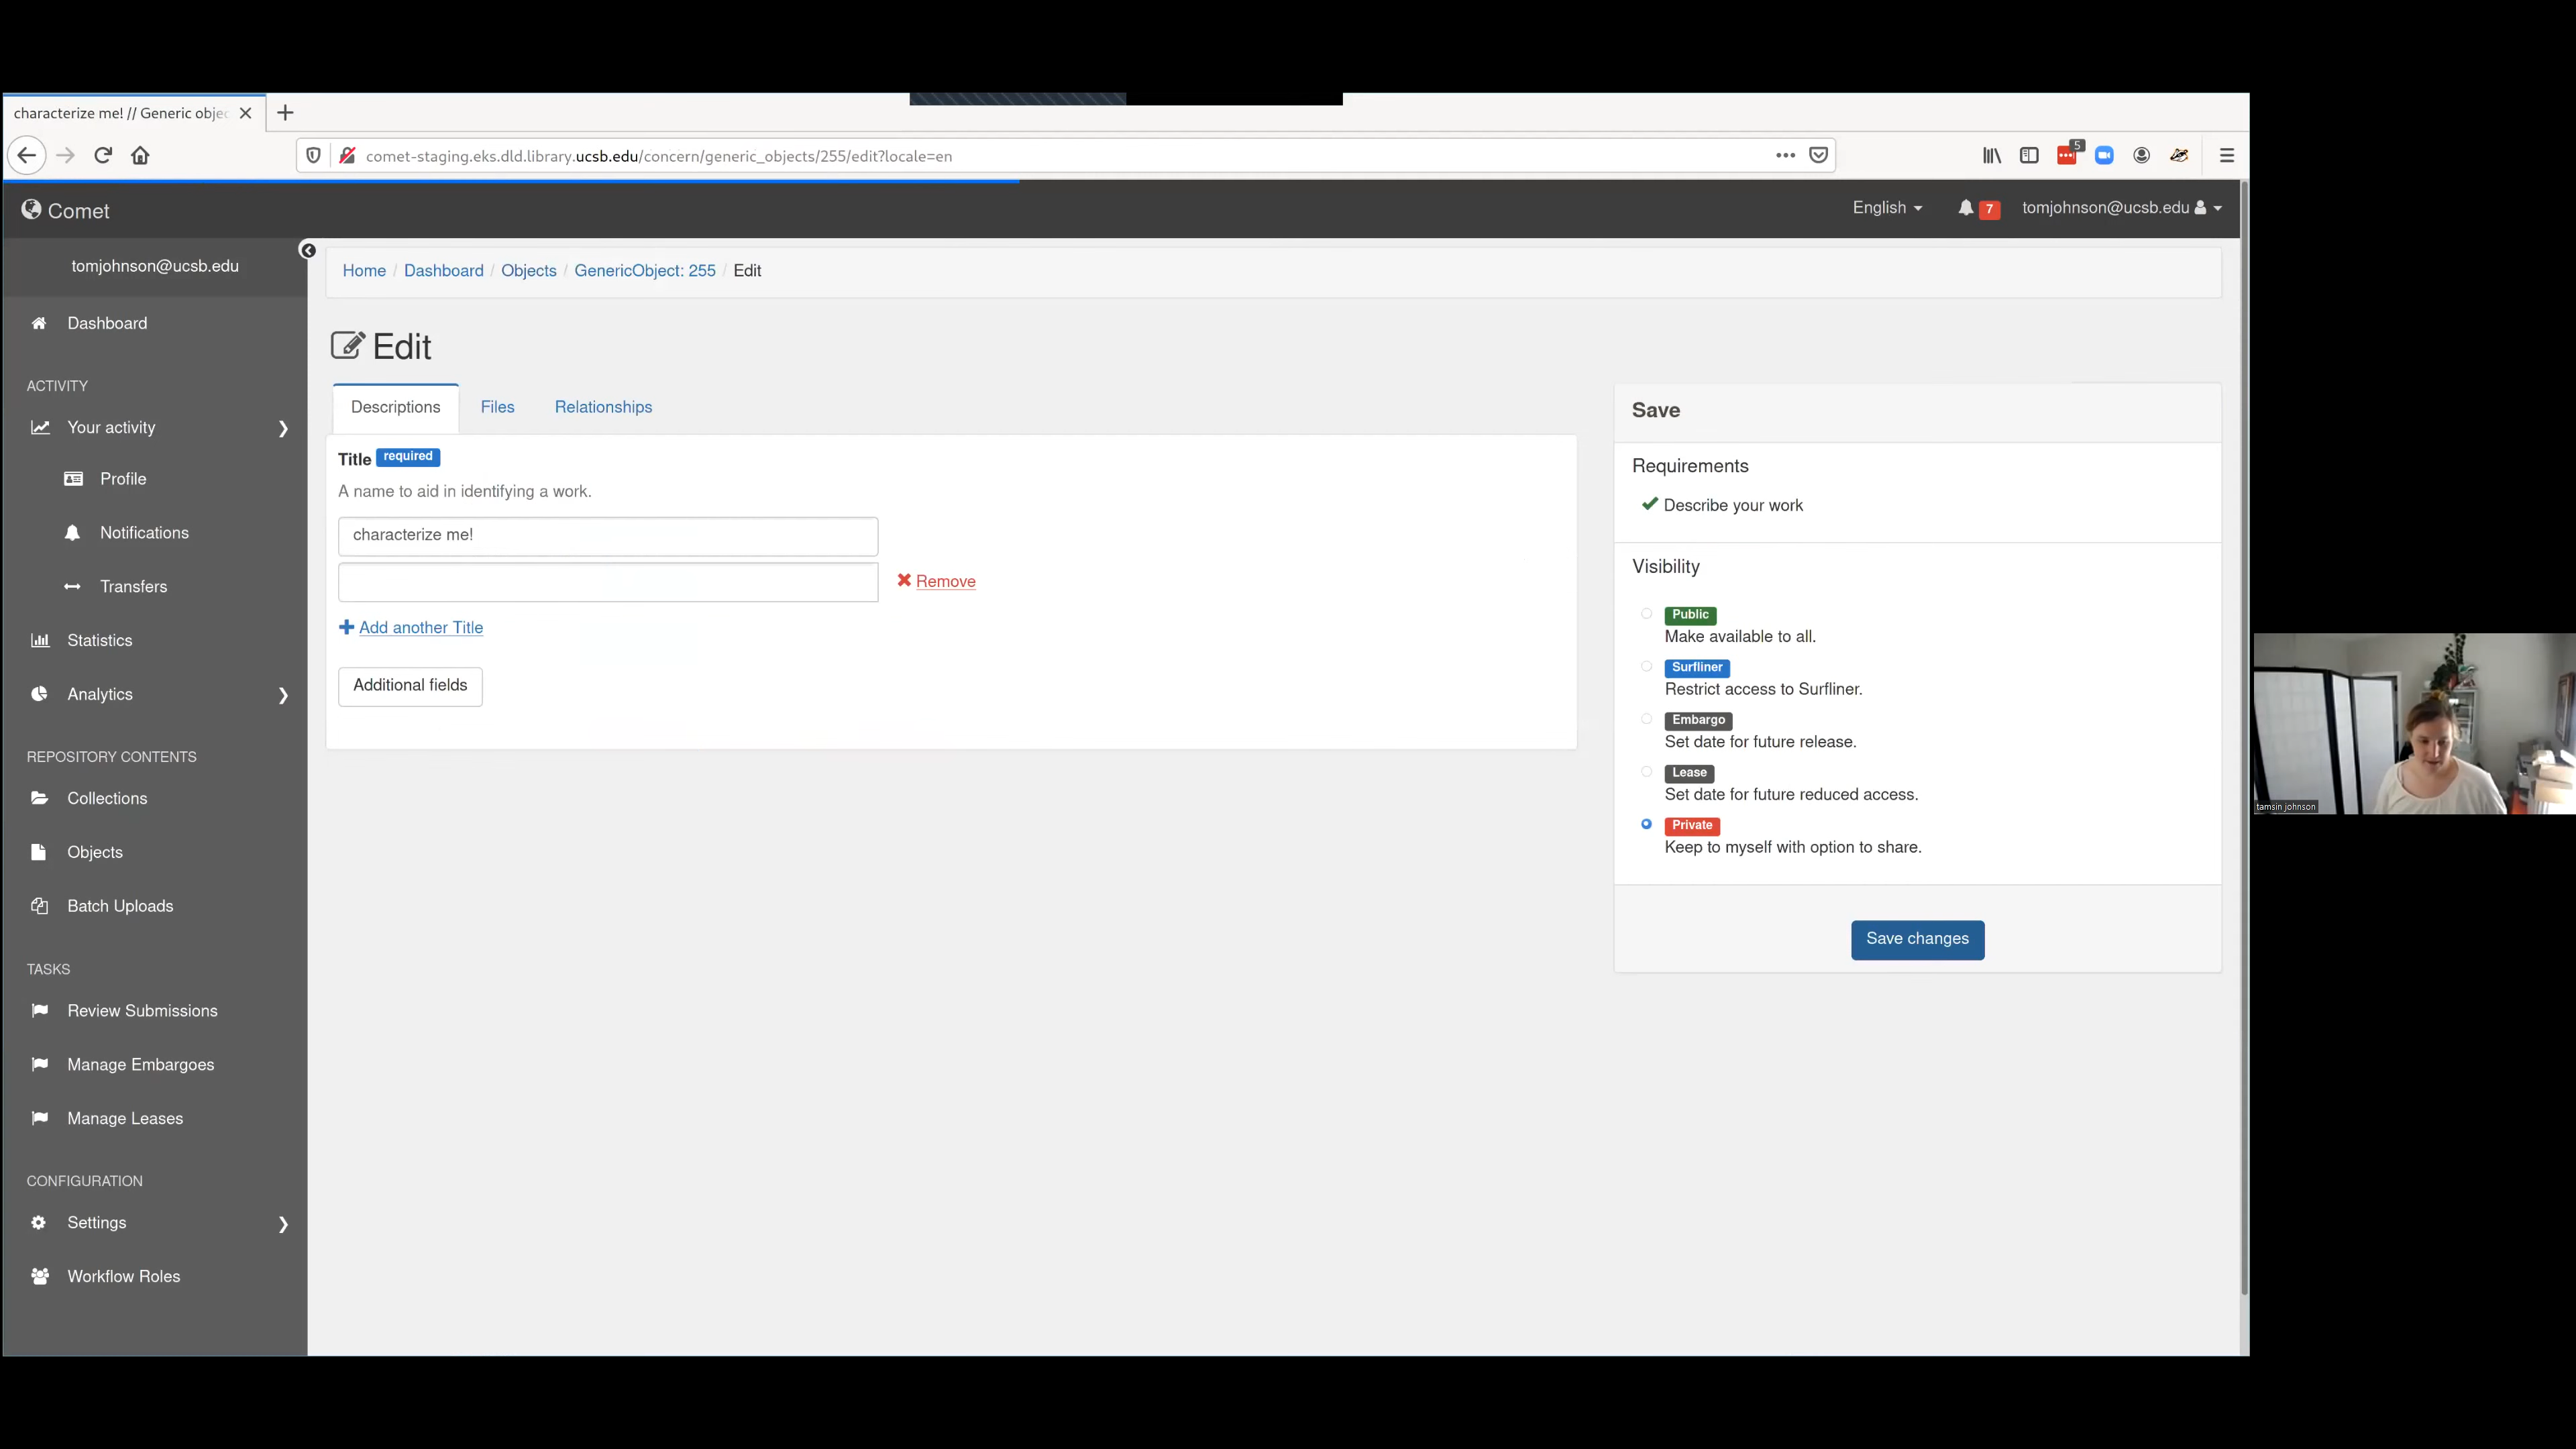 characterize me! // Generic objec
comet-staging.eks.dld.library.ucsb.edu/concern/generic_objects/255/edit?locale=en
5
Comet
English
7
tomjohnson@ucsb.edu
tomjohnson@ucsb.edu
Dashboard
ACTIVITY
Your activity
Profile
Notifications
Transfers
Statistics
Analytics
REPOSITORY CONTENTS
Collections
Objects
Batch Uploads
TASKS
Review Submissions
Manage Embargoes
Manage Leases
CONFIGURATION
Settings
Workflow Roles
Home / Dashboard / Objects / GenericObject: 255 / Edit
Edit
Descriptions
Files
Relationships
Title required
A name to aid in identifying a work.
characterize me!
Remove
Add another Title
Additional fields
Save
Requirements
Describe your work
Visibility
Public
Make available to all.
Surfliner
Restrict access to Surfliner.
Embargo
Set date for future release.
Lease
Set date for future reduced access.
Private
Keep to myself with option to share.
Save changes
tamsin johnson